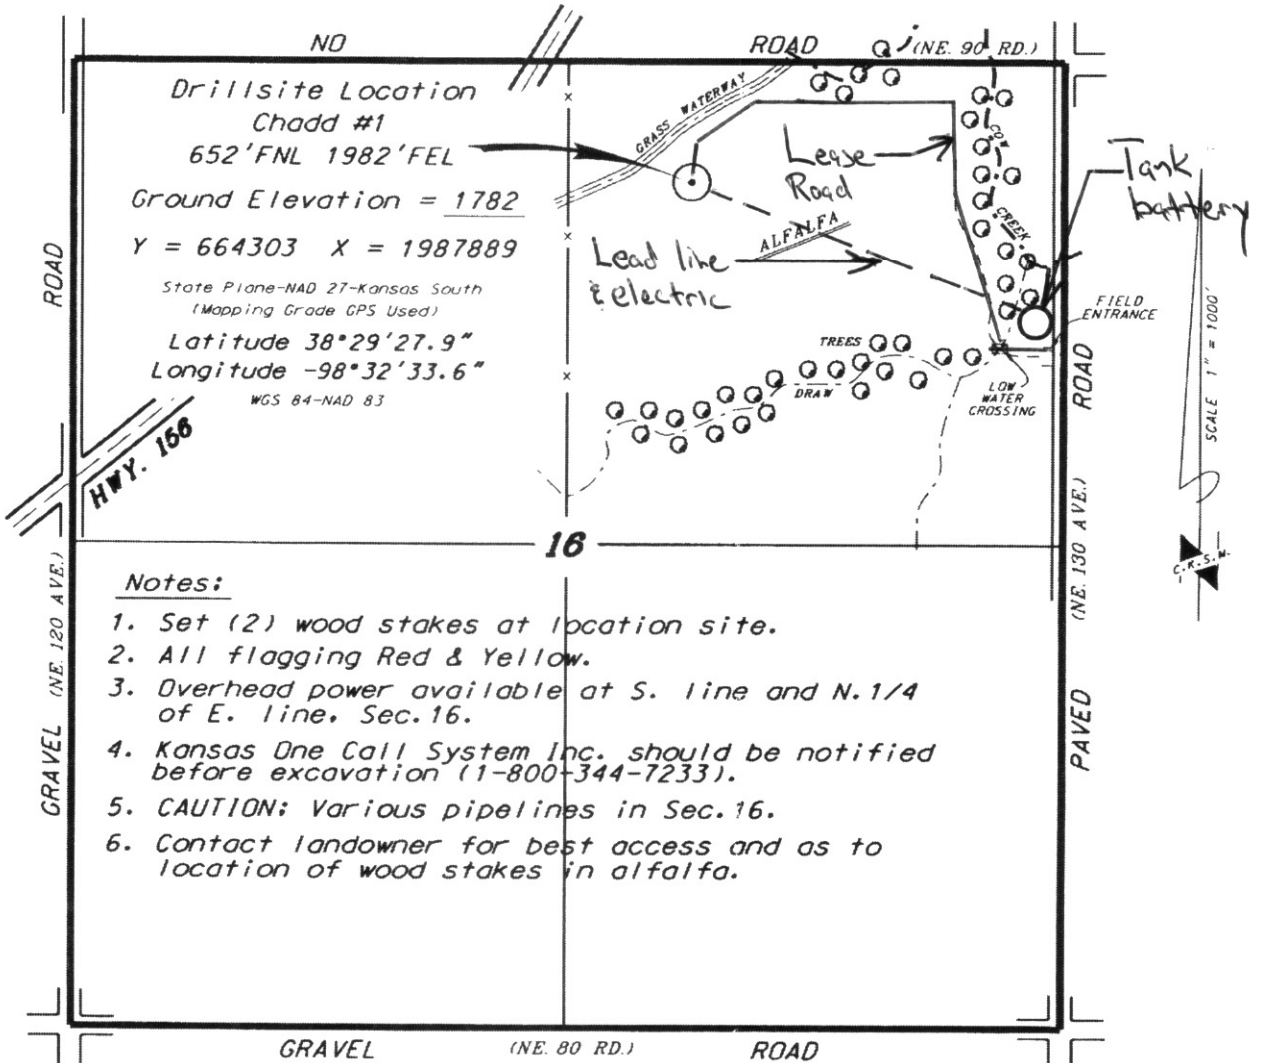 NO ROAD (NE. 90 RD.)
Drillsite Location
Chadd #1
652'FNL 1982'FEL
Ground Elevation = 1782
Y = 664303 X = 1987889
State Plane-NAD 27-Kansas South
(Mapping Grade GPS Used)
Latitude 38°29'27.9"
Longitude -98°32'33.6"
WGS 84-NAD 83
HWY. 156
GRASS WATERWAY
Lease
Road
ALFALFA
Lead line
& electric
COW
CREEK
Tank
battery
FIELD
ENTRANCE
TREES
DRAW
LOW
WATER
CROSSING
SCALE 1" = 1000'
C.K.S.W.
ROAD
(NE. 120 AVE.)
GRAVEL
ROAD
(NE. 130 AVE.)
PAVED
16
Notes:
1. Set (2) wood stakes at location site.
2. All flagging Red & Yellow.
3. Overhead power available at S. line and N. 1/4
of E. line. Sec. 16.
4. Kansas One Call System Inc. should be notified
before excavation (1-800-344-7233).
5. CAUTION: Various pipelines in Sec. 16.
6. Contact landowner for best access and as to
location of wood stakes in alfalfa.
GRAVEL (NE. 80 RD.) ROAD